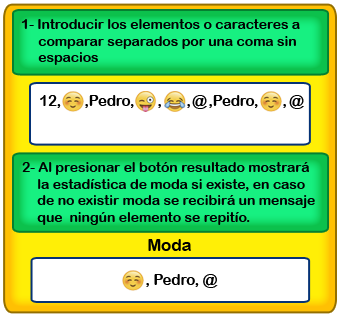 1- Introducir los elementos o caracteres a
comparar separados por una coma sin
espacios
12,☺️,Pedro,😜,😂,@,Pedro,☺️,@
2- Al presionar el botón resultado mostrará
la estadística de moda si existe, en caso
de no existir moda se recibirá un mensaje
que ningún elemento se repitío.
Moda
☺️, Pedro, @